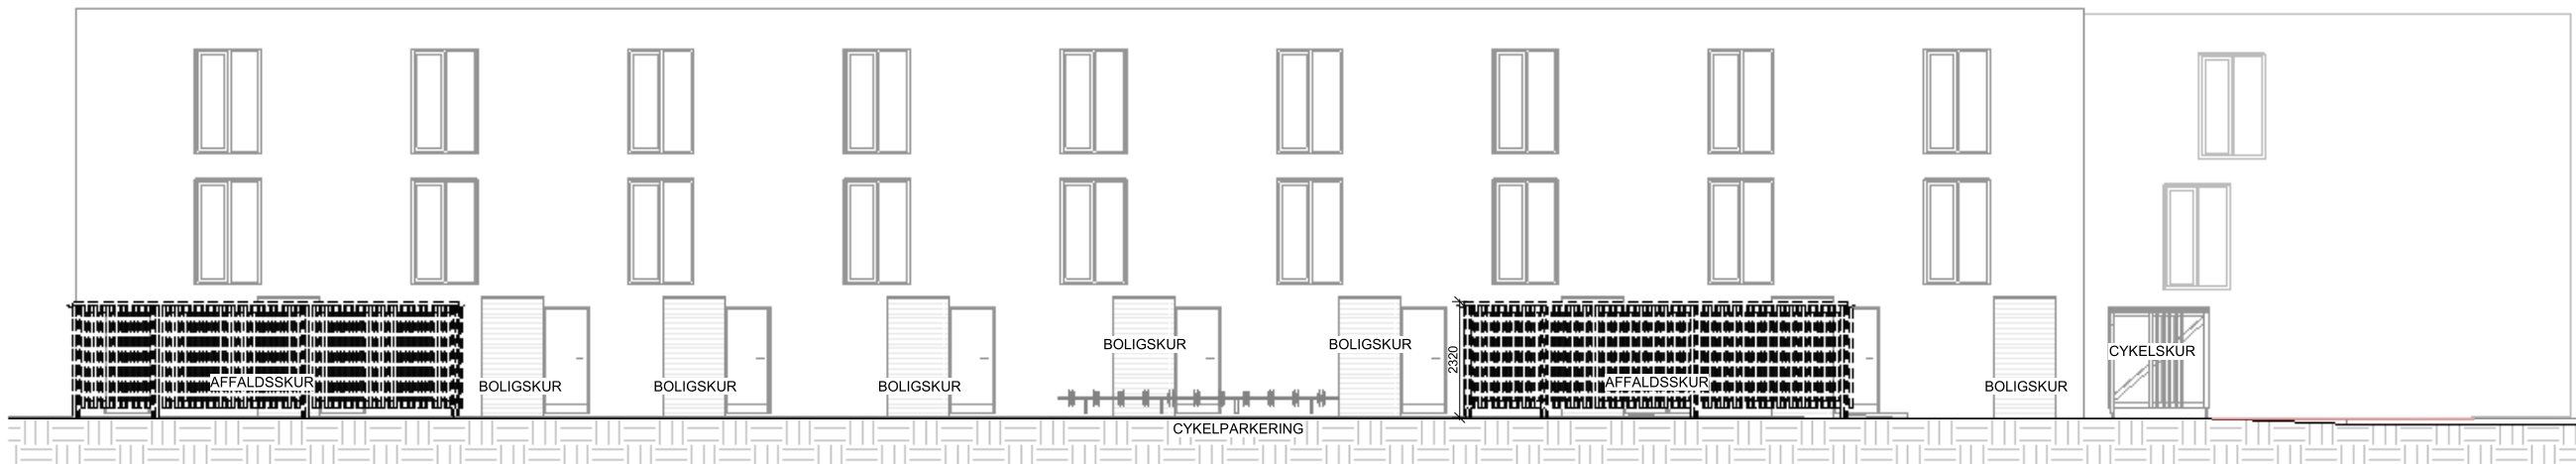 BOLIGSKUR
BOLIGSKUR
2320
CYKELSKUR
AFFALDSSKUR
BOLIGSKUR
BOLIGSKUR
BOLIGSKUR
AFFALDSSKUR
BOLIGSKUR
CYKELPARKERING